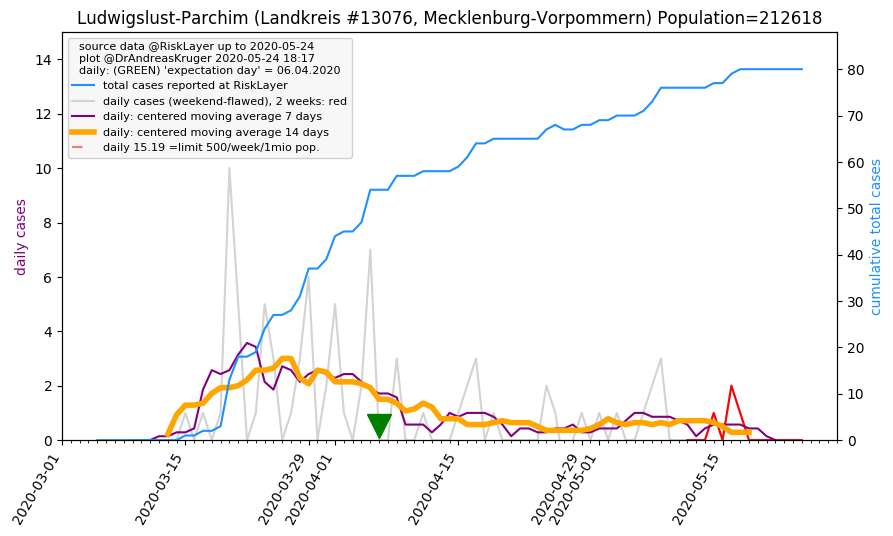 Ludwigslust-Parchim (Landkreis #13076, Mecklenburg-Vorpommern) Population=212618
source data @RiskLayer up to 2020-05-24
plot @DrAndreasKruger 2020-05-24 18:17
daily: (GREEN) 'expectation day' = 06.04.2020
total cases reported at RiskLayer
daily cases (weekend-flawed), 2 weeks: red
daily: centered moving average 7 days
daily: centered moving average 14 days
daily 15.19 =limit 500/week/1mio pop.
daily cases
14
12
10
8
6
4
2
0
cumulative total cases
80
70
60
50
40
30
20
10
0
2020-03-01
2020-03-15
2020-03-29
2020-04-01
2020-04-15
2020-04-29
2020-05-01
2020-05-15